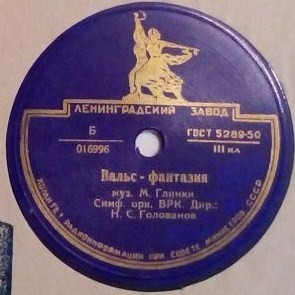 ЛЕНИНГРАДСКИЙ ЗАВОД
Б
016996
ГОСТ 5289-50
III кл
Вальс - фантазия
муз. М. Глинки
Симф. орк. ВРК. Дир.:
Н. С. Голованов
КОМИТЕТ РАДИОИНФОРМАЦИИ ПРИ СОВЕТЕ МИНИСТРОВ СССР